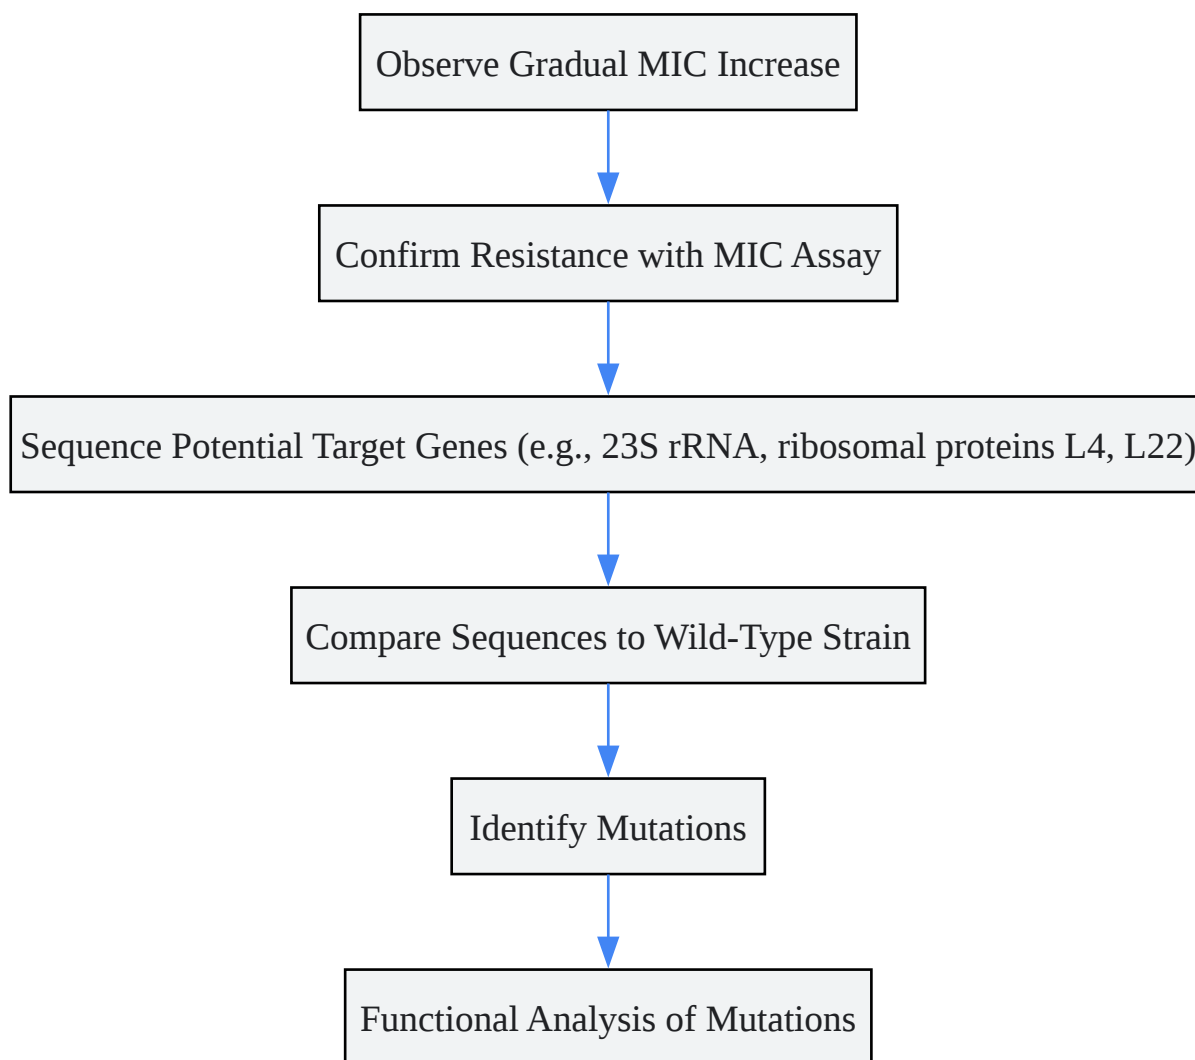 Observe Gradual MIC Increase
Confirm Resistance with MIC Assay
Sequence Potential Target Genes (e.g., 23S rRNA, ribosomal proteins L4, L22)
Compare Sequences to Wild-Type Strain
Identify Mutations
Functional Analysis of Mutations